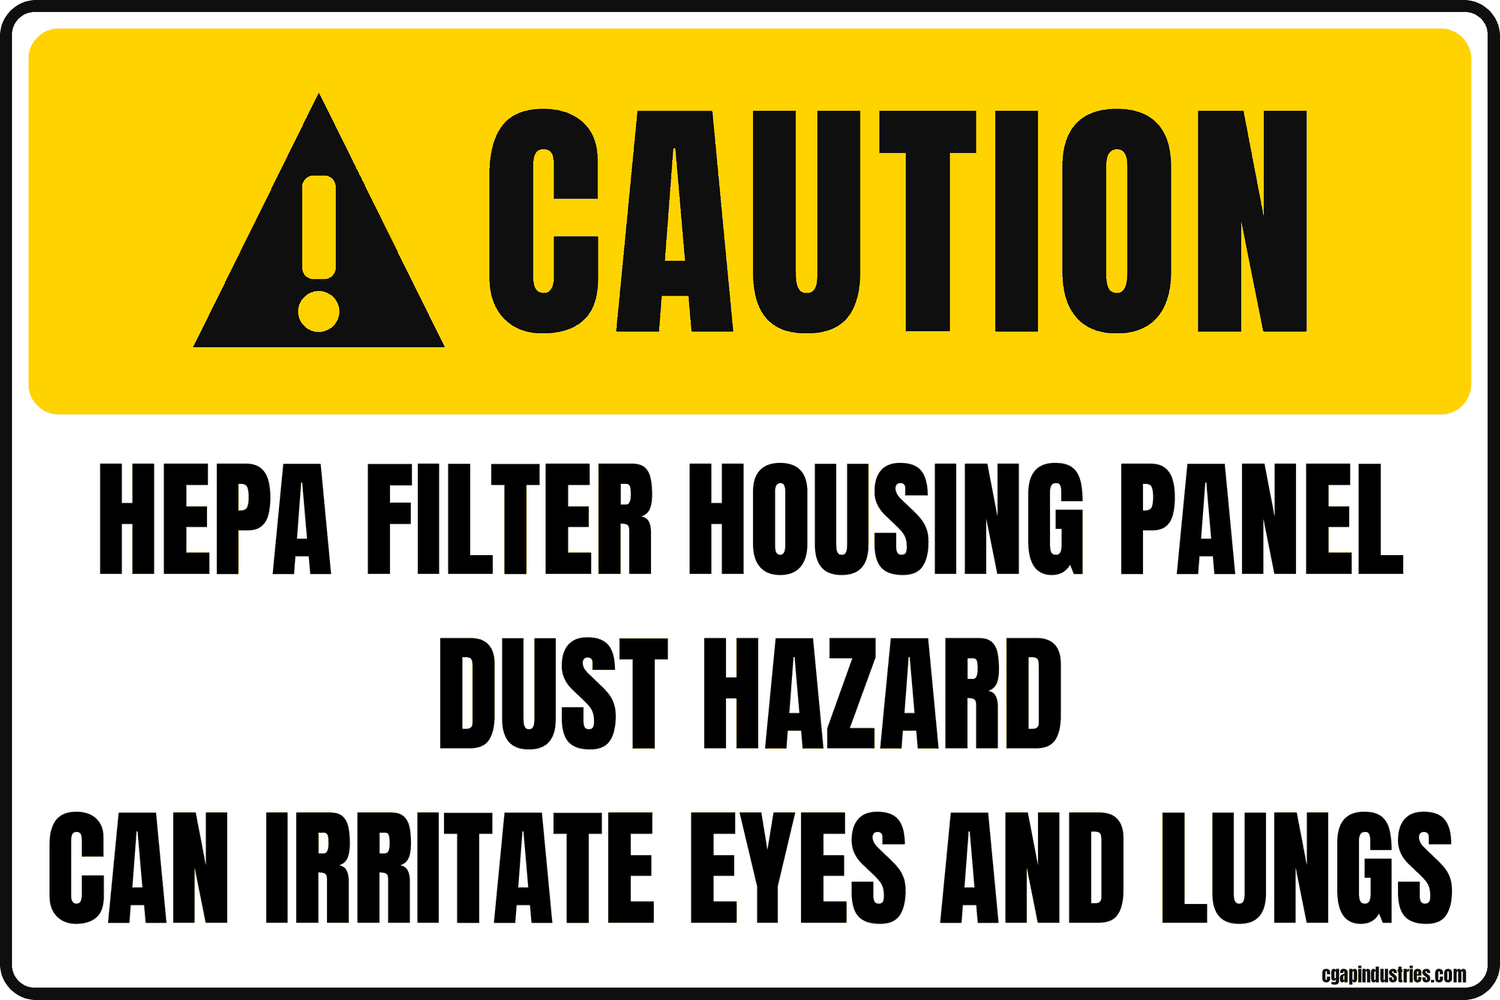 CAUTION
HEPA FILTER HOUSING PANEL
DUST HAZARD
CAN IRRITATE EYES AND LUNGS
cgapindustries.com